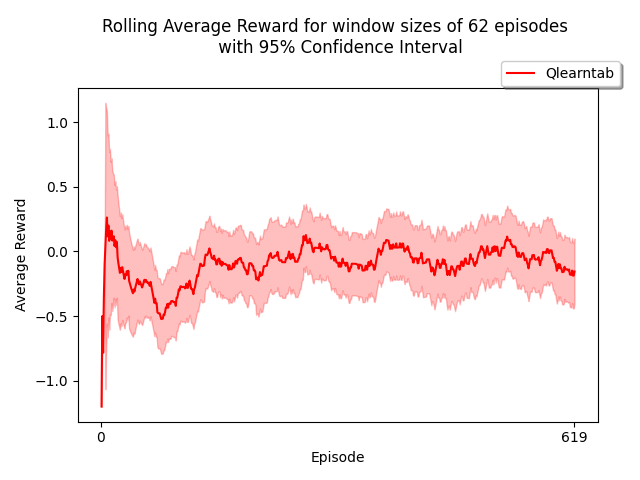 Rolling Average Reward for window sizes of 62 episodes
with 95% Confidence Interval
Qlearntab
1.0
0.5
0.0
−0.5
−1.0
Average Reward
0
619
Episode